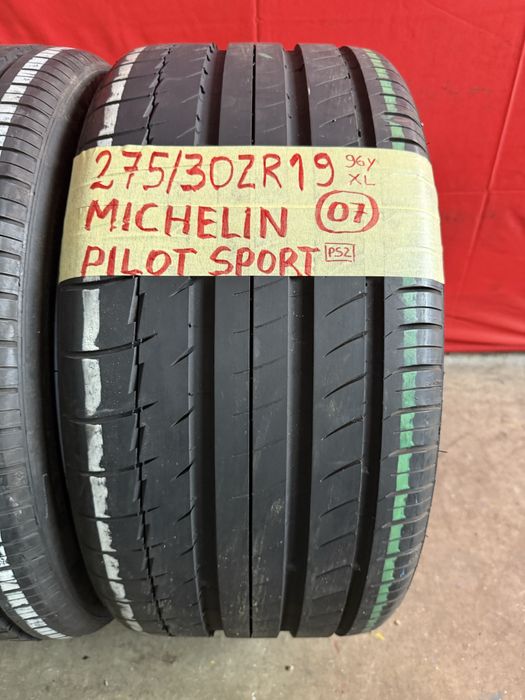 275/30ZR19 96Y XL
MICHELIN 07
PILOT SPORT PS2